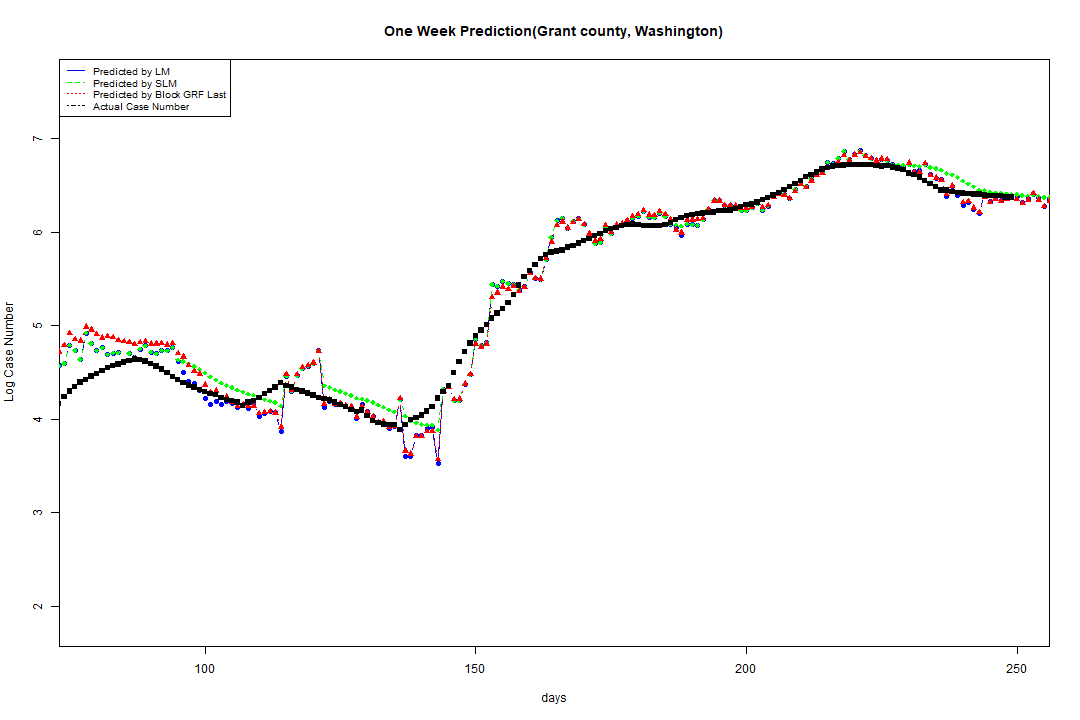 One Week Prediction(Grant county, Washington)
Predicted by LM
Predicted by SLM
Predicted by Block GRF Last
Actual Case Number
7
6
5
4
3
2
Log Case Number
100 150 200 250
days